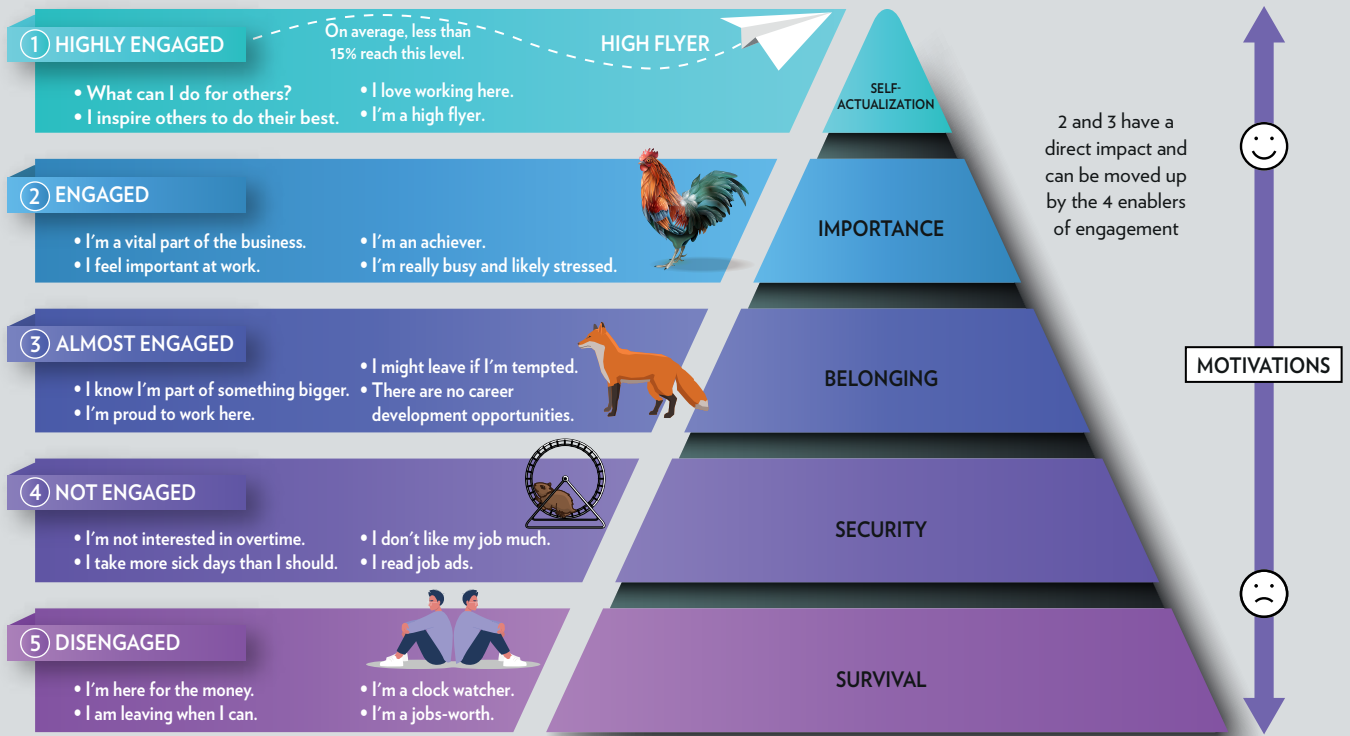 1 HIGHLY ENGAGED
On average, less than
15% reach this level.
HIGH FLYER
• What can I do for others?
• I inspire others to do their best.
• I love working here.
• I'm a high flyer.
SELF-
ACTUALIZATION
2 ENGAGED
• I'm a vital part of the business.
• I feel important at work.
• I'm an achiever.
• I'm really busy and likely stressed.
IMPORTANCE
2 and 3 have a
direct impact and
can be moved up
by the 4 enablers
of engagement
3 ALMOST ENGAGED
• I know I'm part of something bigger.
• I'm proud to work here.
• I might leave if I'm tempted.
• There are no career
development opportunities.
BELONGING
MOTIVATIONS
4 NOT ENGAGED
• I'm not interested in overtime.
• I take more sick days than I should.
• I don't like my job much.
• I read job ads.
SECURITY
5 DISENGAGED
• I'm here for the money.
• I am leaving when I can.
• I'm a clock watcher.
• I'm a jobs-worth.
SURVIVAL